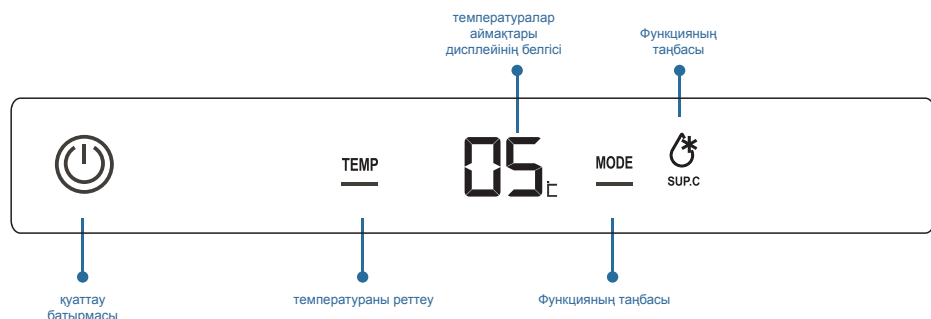 температуралар
аймақтары
дисплейінің белгісі
Функцияның
таңбасы
TEMP
05°C
MODE
SUP.C
қуаттау
батырмасы
температураны реттеу
Функцияның таңбасы